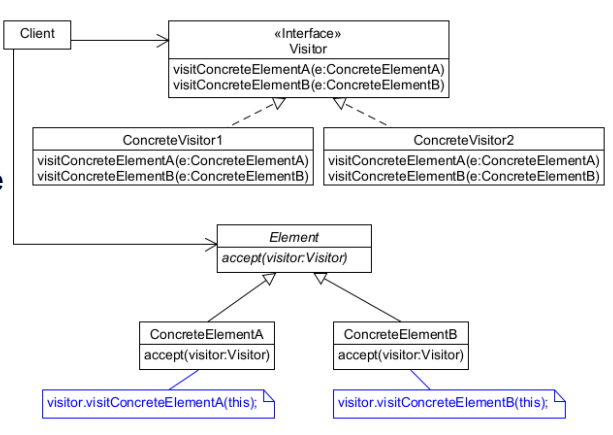 Client
«Interface»
Visitor
visitConcreteElementA(e:ConcreteElementA)
visitConcreteElementB(e:ConcreteElementB)
ConcreteVisitor1
visitConcreteElementA(e:ConcreteElementA)
visitConcreteElementB(e:ConcreteElementB)
ConcreteVisitor2
visitConcreteElementA(e:ConcreteElementA)
visitConcreteElementB(e:ConcreteElementB)
e
Element
accept(visitor:Visitor)
ConcreteElementA
accept(visitor:Visitor)
ConcreteElementB
accept(visitor:Visitor)
visitor.visitConcreteElementA(this);
visitor.visitConcreteElementB(this);